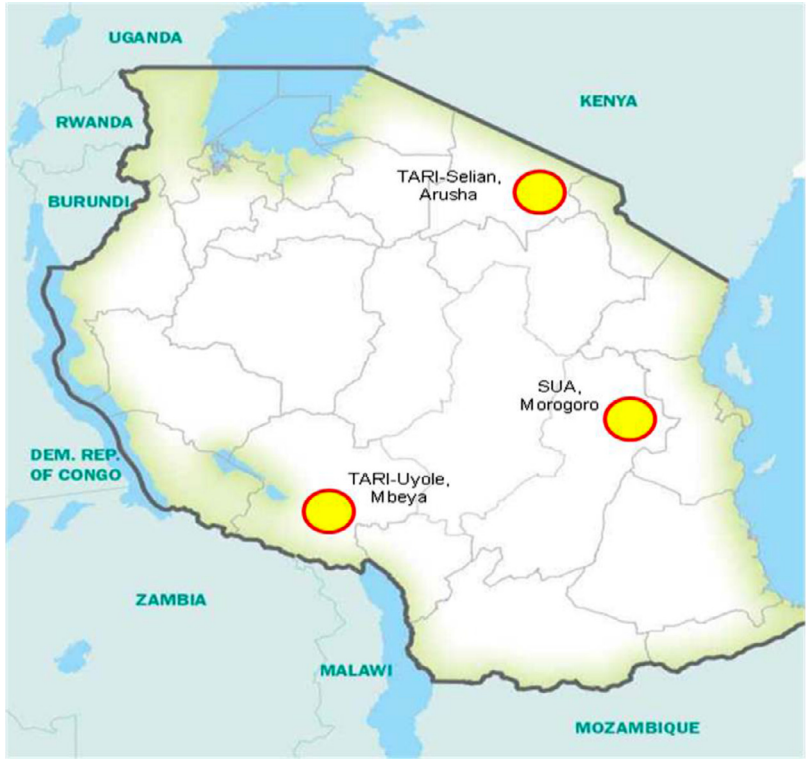 UGANDA
KENYA
RWANDA
TARI-Selian,
Arusha
BURUNDI
SUA,
Morogoro
DEM. REP.
OF CONGO
TARI-Uyole,
Mbeya
ZAMBIA
MALAWI
MOZAMBIQUE